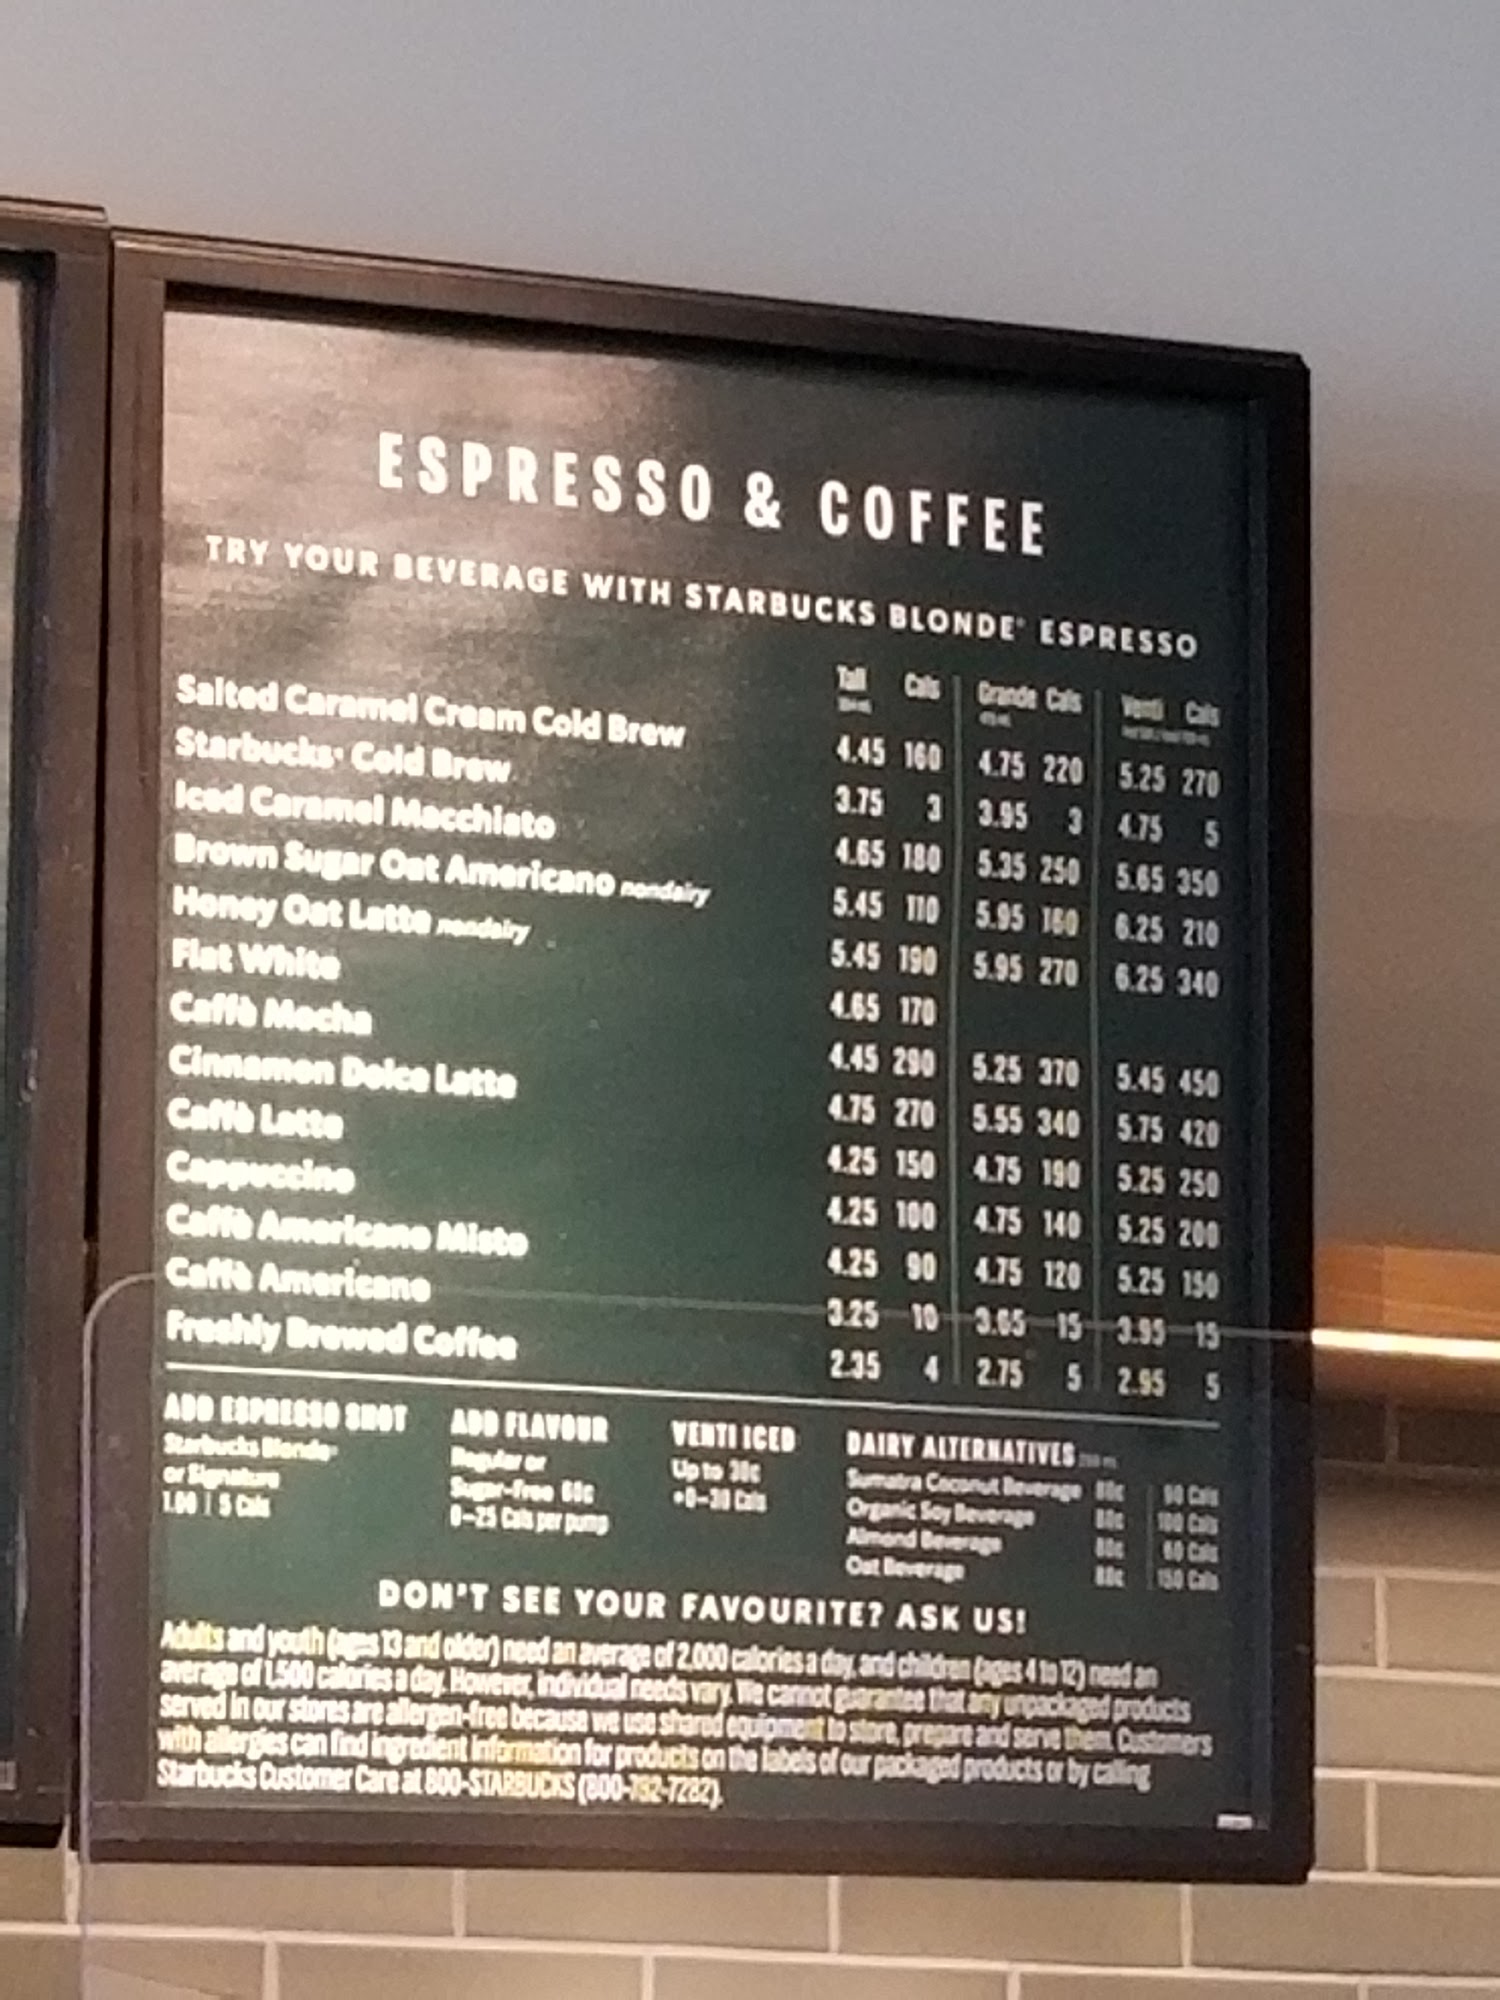 ESPRESSO & COFFEE
TRY YOUR BEVERAGE WITH STARBUCKS BLONDE® ESPRESSO
Tall Cals Grande Cals Venti Cals
Salted Caramel Cream Cold Brew 4.45 160 4.75 220 5.25 270
Starbucks® Cold Brew 3.75 3 3.95 3 4.75 5
Iced Caramel Macchiato 4.65 180 5.35 250 5.65 350
Brown Sugar Oat Americano nondairy 5.45 110 5.95 160 6.25 210
Honey Oat Latte nondairy 5.45 190 5.95 270 6.25 340
Flat White 4.65 170
Caffè Mocha 4.45 290 5.25 370 5.45 450
Cinnamon Dolce Latte 4.75 270 5.55 340 5.75 420
Caffè Latte 4.25 150 4.75 190 5.25 250
Cappuccino 4.25 100 4.75 140 5.25 200
Caffè Americano Misto 4.25 90 4.75 120 5.25 150
Caffè Americano 3.25 10 3.65 15 3.95 15
Freshly Brewed Coffee 2.35 4 2.75 5 2.95 5
ADD ESPRESSO SHOT
Starbucks Blonde®
or Signature
1.00 | 5 Cals
ADD FLAVOUR
Regular or
Sugar-Free
0–25 Cals per pump
VENTI ICED
Up to 30c
+0–30 Cals
DAIRY ALTERNATIVES
Sumatra Coconut Beverage 80c 90 Cals
Organic Soy Beverage 80c 100 Cals
Almond Beverage 80c 60 Cals
Oat Beverage 80c 150 Cals
DON'T SEE YOUR FAVOURITE? ASK US!
Adults and youth (ages 13 and older) need an average of 2,000 calories a day, and children (ages 4 to 12) need an
average of 1,500 calories a day. However, individual needs vary. We cannot guarantee that any unpackaged products
served in our stores are allergen-free because we use shared equipment to store, prepare and serve them. Customers
with allergies can find ingredient information for products on the labels of our packaged products or by calling
Starbucks Customer Care at 800-STARBUCKS (800-782-7282).